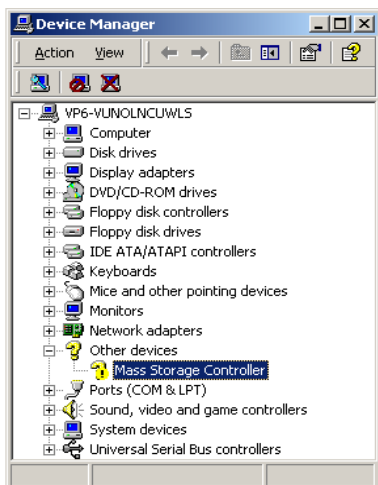 Device Manager
Action View
VP6-VUNOLNCUWLS
Computer
Disk drives
Display adapters
DVD/CD-ROM drives
Floppy disk controllers
Floppy disk drives
IDE ATA/ATAPI controllers
Keyboards
Mice and other pointing devices
Monitors
Network adapters
Other devices
Mass Storage Controller
Ports (COM & LPT)
Sound, video and game controllers
System devices
Universal Serial Bus controllers